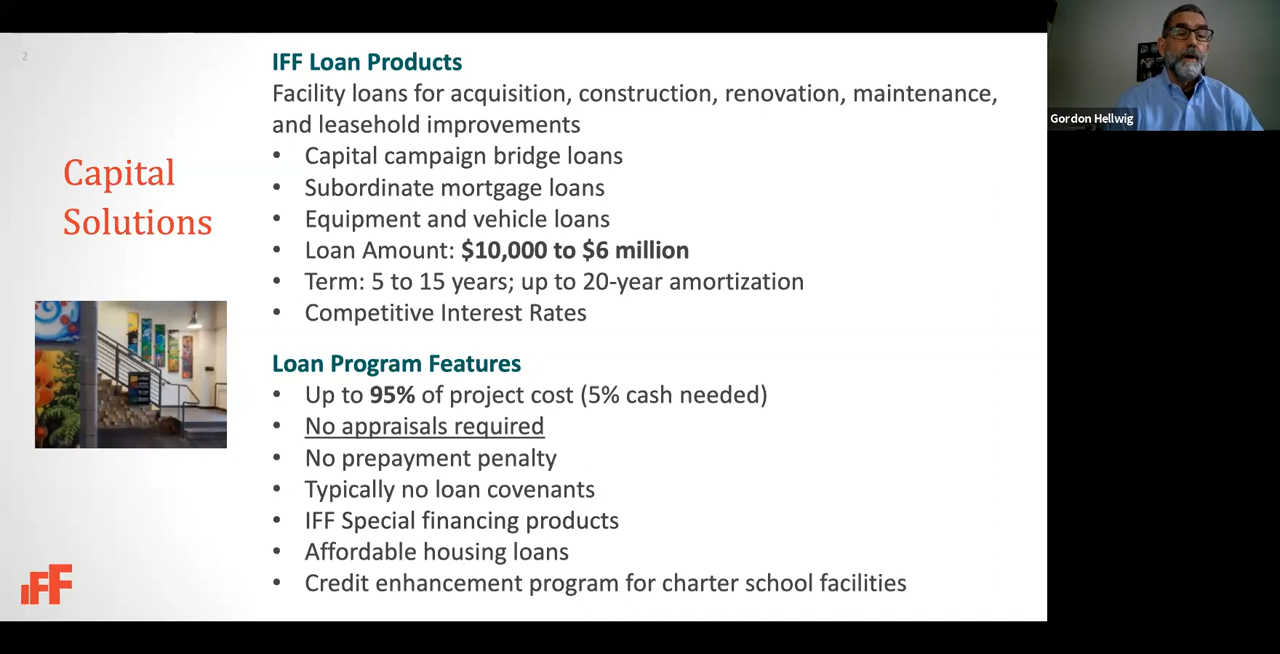 2
Capital
Solutions
IFF
IFF Loan Products
Facility loans for acquisition, construction, renovation, maintenance,
and leasehold improvements
• Capital campaign bridge loans
• Subordinate mortgage loans
• Equipment and vehicle loans
• Loan Amount: $10,000 to $6 million
• Term: 5 to 15 years; up to 20-year amortization
• Competitive Interest Rates
Loan Program Features
• Up to 95% of project cost (5% cash needed)
• No appraisals required
• No prepayment penalty
• Typically no loan covenants
• IFF Special financing products
• Affordable housing loans
• Credit enhancement program for charter school facilities
Gordon Hellwig